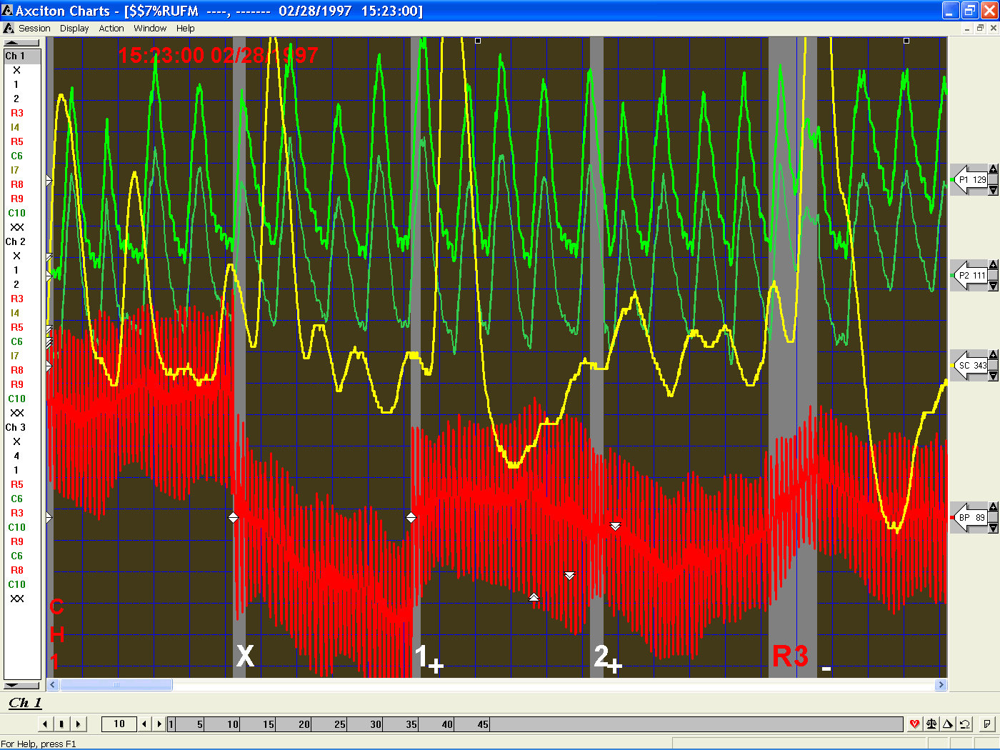 Axciton Charts - [$$7%RUFM ----, ------- 02/28/1997 15:23:00]
Session Display Action Window Help
15:23:00 02/28/1997
Ch 1
X
1
2
R3
I4
R5
C6
I7
R8
R9
C10
XX
Ch 2
X
1
2
R3
I4
R5
C6
I7
R8
R9
C10
XX
Ch 3
X
4
1
R5
C6
R3
C10
R9
C6
R8
C10
XX
P1 129
P2 111
SC 343
BP 89
C
H
1
X 1+ 2+ R3 -
Ch 1
10 1 5 10 15 20 25 30 35 40 45
For Help, press F1